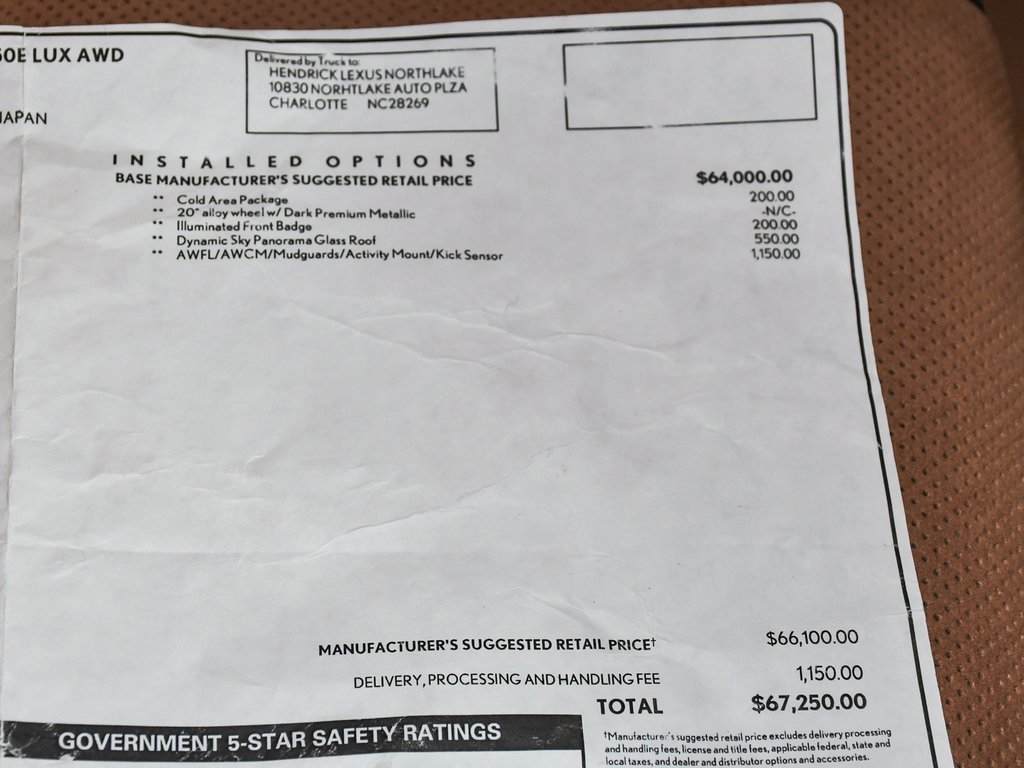 50E LUX AWD
Delivered by Truck to:
HENDRICK LEXUS NORTHLAKE
10830 NORHTLAKE AUTO PLZA
CHARLOTTE NC28269
JAPAN
INSTALLED OPTIONS
BASE MANUFACTURER'S SUGGESTED RETAIL PRICE $64,000.00
** Cold Area Package 200.00
** 20" alloy wheel w/ Dark Premium Metallic -N/C-
** Illuminated Front Badge 200.00
** Dynamic Sky Panorama Glass Roof 550.00
** AWFL/AWCM/Mudguards/Activity Mount/Kick Sensor 1,150.00
MANUFACTURER'S SUGGESTED RETAIL PRICE† $66,100.00
DELIVERY, PROCESSING AND HANDLING FEE 1,150.00
TOTAL $67,250.00
GOVERNMENT 5-STAR SAFETY RATINGS
†Manufacturer's suggested retail price excludes delivery processing
and handling fees, license and title fees, applicable federal, state and
local taxes, and dealer and distributor options and accessories.